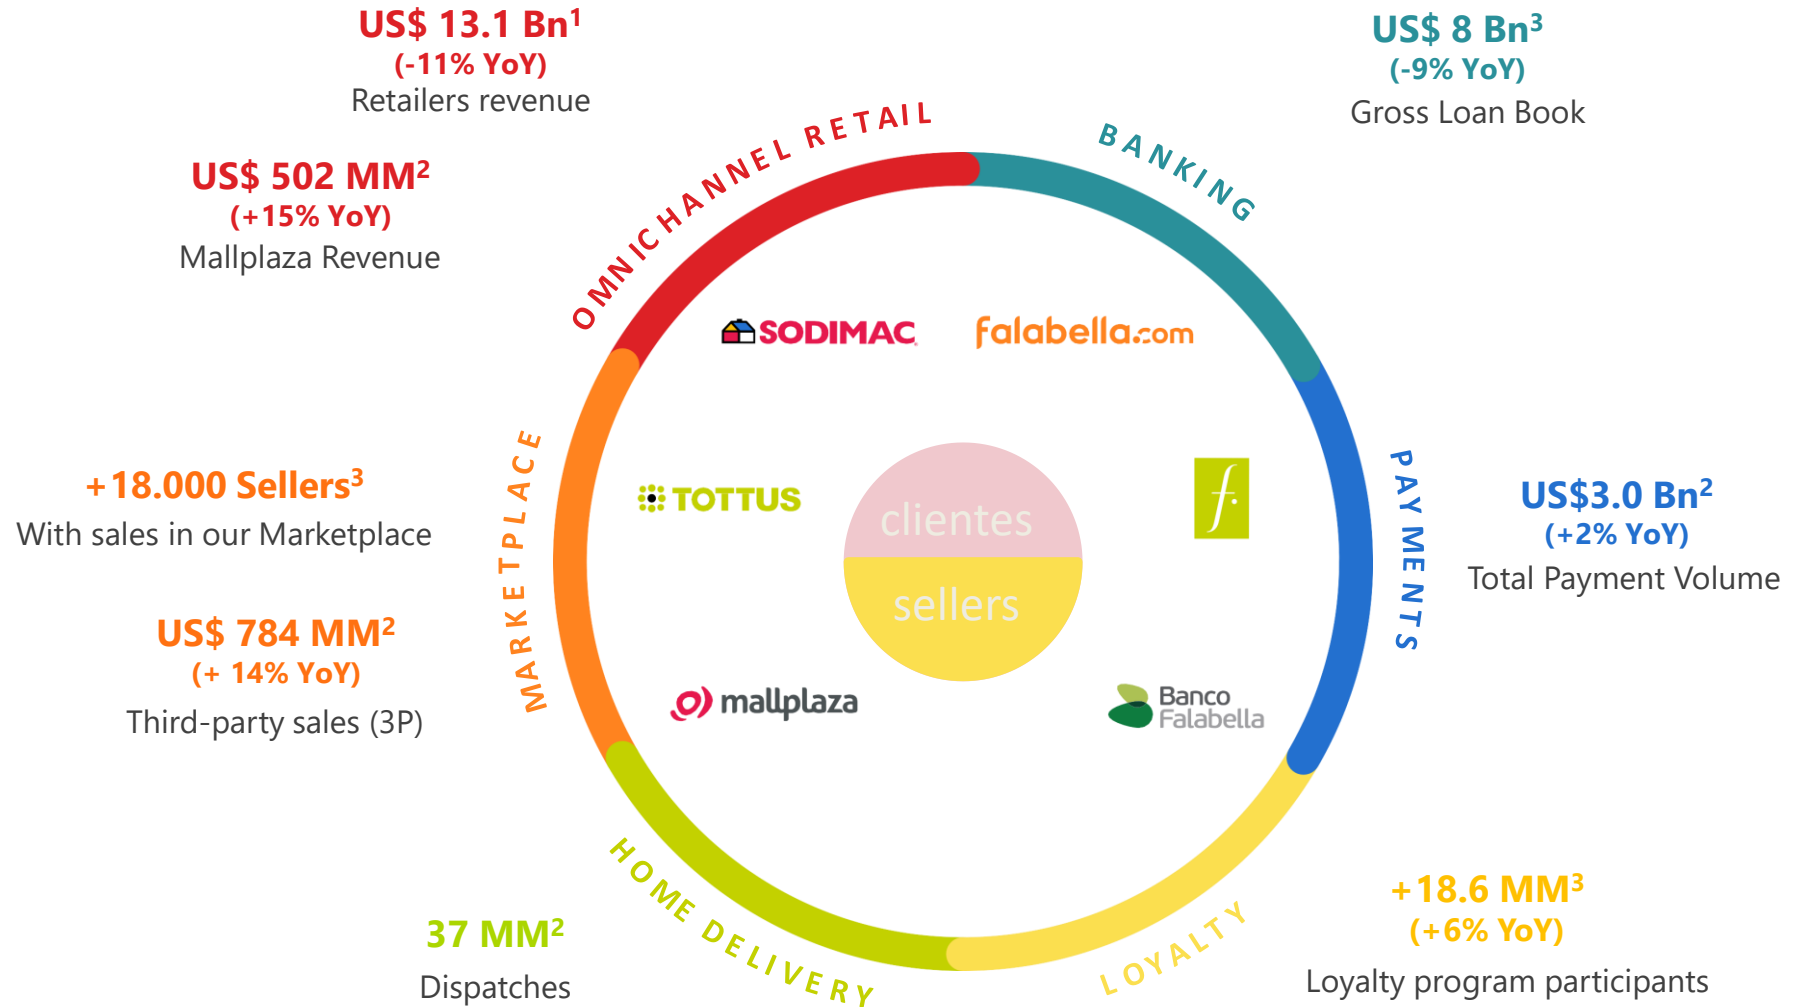 US$ 13.1 Bn¹
(-11% YoY)
Retailers revenue
US$ 502 MM²
(+15% YoY)
Mallplaza Revenue
OMNICHANNEL RETAIL
US$ 8 Bn³
(-9% YoY)
Gross Loan Book
BANKING
SODIMAC
falabella.com
+18.000 Sellers³
With sales in our Marketplace
US$ 784 MM²
(+ 14% YoY)
Third-party sales (3P)
MARKETPLACE
TOTTUS
clientes
sellers
f.
PAYMENTS
US$3.0 Bn²
(+2% YoY)
Total Payment Volume
mallplaza
Banco
Falabella
37 MM²
Dispatches
HOME DELIVERY
LOYALTY
+18.6 MM³
(+6% YoY)
Loyalty program participants